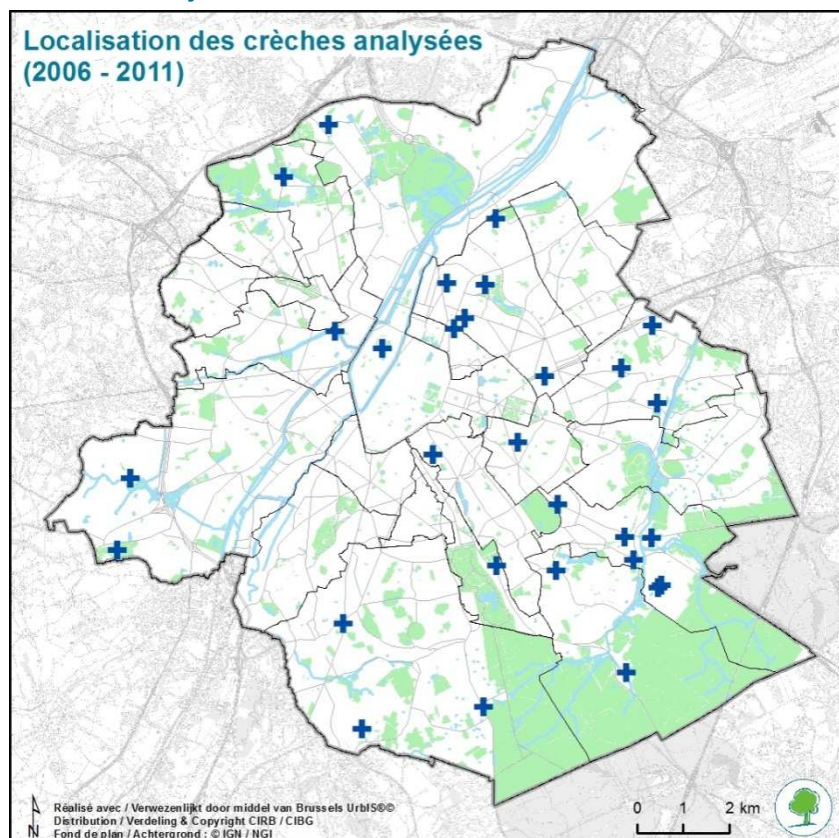 Localisation des crèches analysées
(2006 - 2011)
Réalisé avec / Verwezenlijkt door middel van Brussels UrbIS®©
Distribution / Verdeling & Copyright CIRB / CIBG
Fond de plan / Achtergrond : © IGN / NGI
N
0 1 2 km